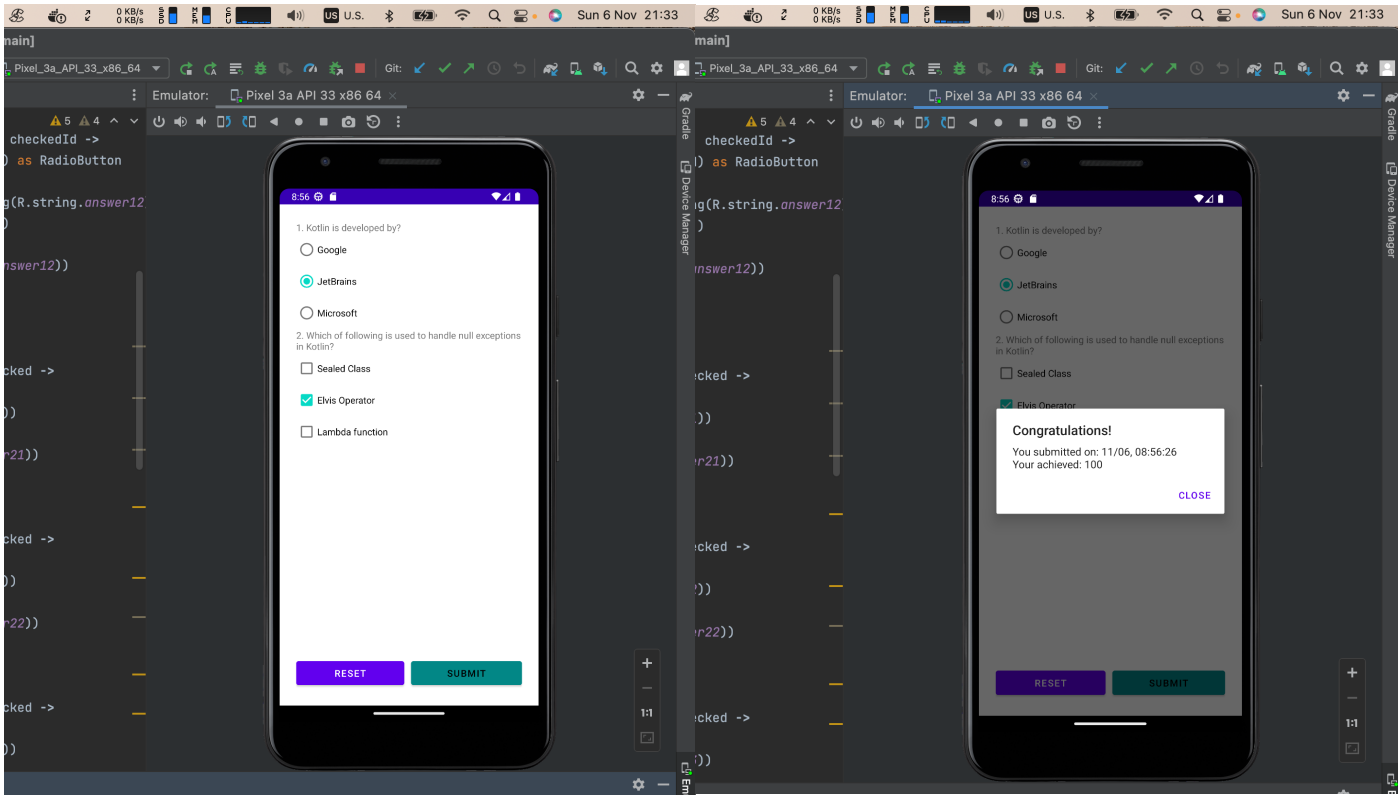 0 KB/s
0 KB/s
SSD
MEM
CPU
US U.S.
Sun 6 Nov 21:33
main]
Pixel_3a_API_33_x86_64
Git:
Emulator:
Pixel 3a API 33 x86 64
5 4
checkedId ->
) as RadioButton
g(R.string.answer12
)
nswer12))
cked ->
))
r21))
cked ->
))
r22))
cked ->
))
8:56
1. Kotlin is developed by?
Google
JetBrains
Microsoft
2. Which of following is used to handle null exceptions
in Kotlin?
Sealed Class
Elvis Operator
Lambda function
RESET
SUBMIT
1:1
Gradle
Device Manager
Em
0 KB/s
0 KB/s
SSD
MEM
CPU
US U.S.
Sun 6 Nov 21:33
main]
Pixel_3a_API_33_x86_64
Git:
Emulator:
Pixel 3a API 33 x86 64
5 4
checkedId ->
) as RadioButton
g(R.string.answer12
)
nswer12))
cked ->
))
r21))
cked ->
))
r22))
cked ->
))
8:56
1. Kotlin is developed by?
Google
JetBrains
Microsoft
2. Which of following is used to handle null exceptions
in Kotlin?
Sealed Class
Elvis Operator
Congratulations!
You submitted on: 11/06, 08:56:26
Your achieved: 100
CLOSE
RESET
SUBMIT
1:1
Gradle
Device Manager